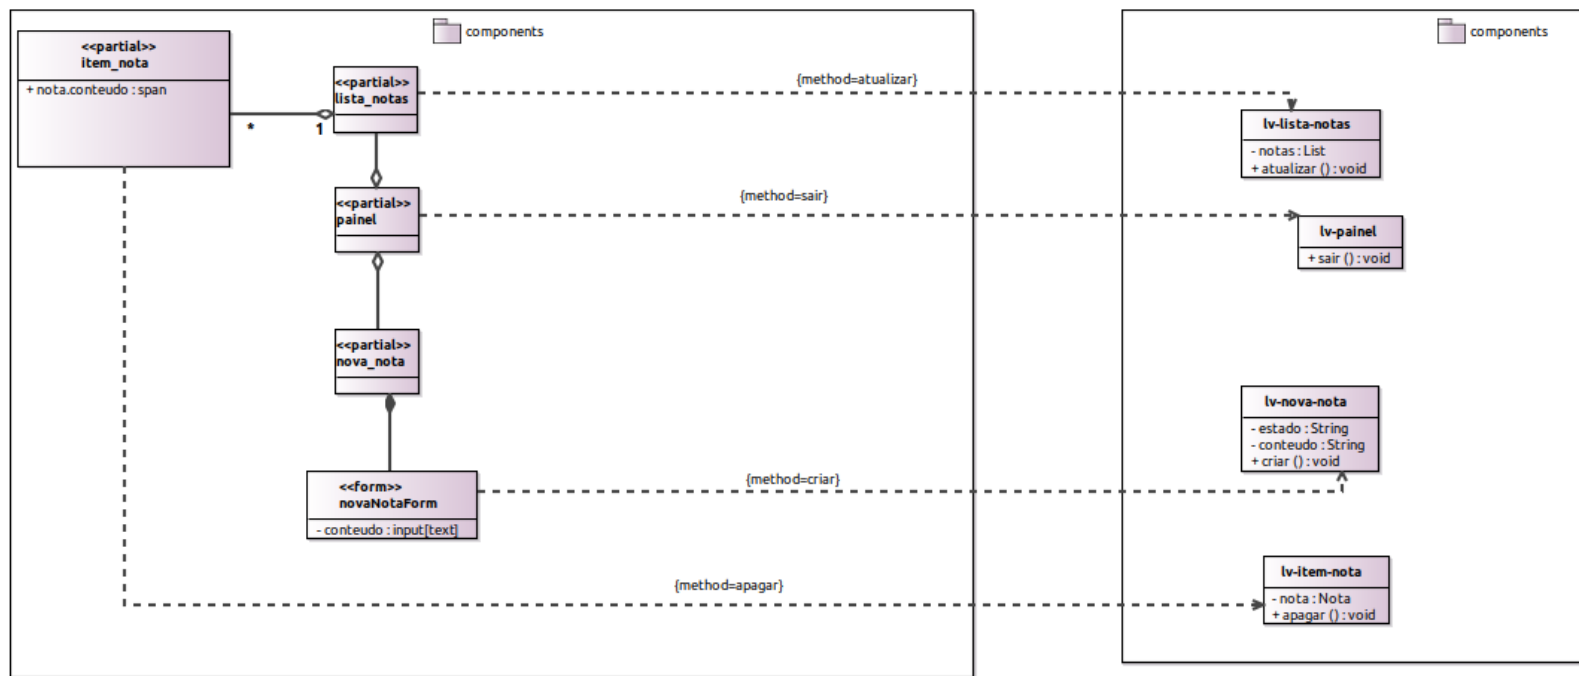 components
<<partial>>
item_nota
+ nota.conteudo : span
*
1
<<partial>>
lista_notas
<<partial>>
painel
<<partial>>
nova_nota
<<form>>
novaNotaForm
- conteudo : input[text]
{method=atualizar}
{method=sair}
{method=criar}
{method=apagar}
components
lv-lista-notas
- notas : List
+ atualizar () : void
lv-painel
+ sair () : void
lv-nova-nota
- estado : String
- conteudo : String
+ criar () : void
lv-item-nota
- nota : Nota
+ apagar () : void